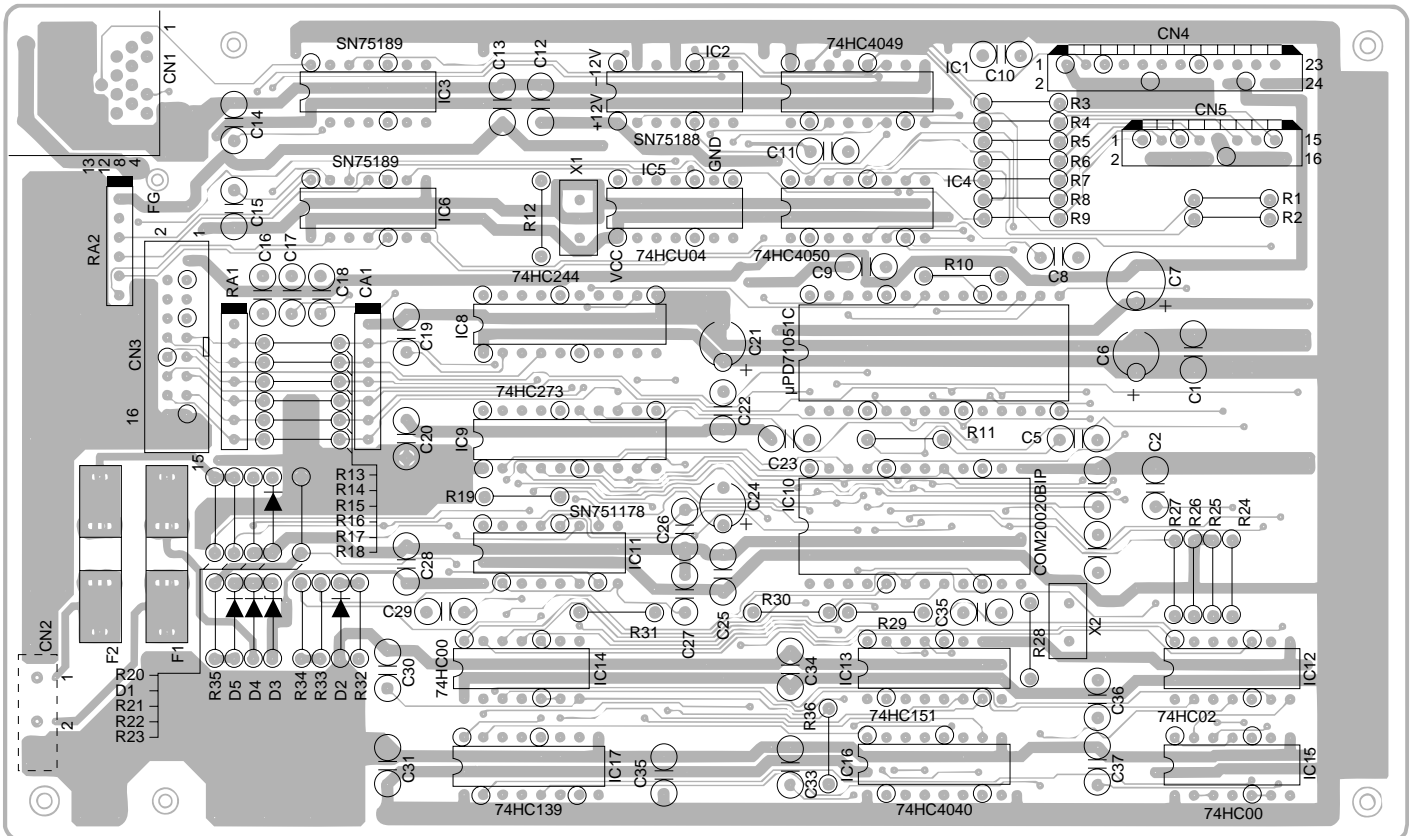 1
CN1
SN75189
IC3
C13
C12
−12V
+12V
IC2
SN75188
74HC4049
IC1
C10
CN4
1
2
23
24
CN5
1
2
15
16
C14
R3
R4
R5
R6
R7
R8
R9
C11
GND
13
12
8
4
SN75189
X1
IC5
IC4
FG
C15
IC6
R12
R1
R2
RA2
2
1
C16
C17
C18
RA1
CA1
74HC244
VCC
74HCU04
74HC4050
C9
R10
C8
C7
+
CN3
C19
IC8
C21
+
µPD71051C
C6
+
C1
16
15
74HC273
C20
IC9
C22
C23
R11
C5
C2
R13
R14
R15
R16
R17
R18
R19
SN751178
C26
C24
+
IC10
COM20020BIP
R27
R26
R25
R24
C28
IC11
C29
R31
C27
C25
R30
R29
C35
R28
X2
CN2
1
2
F2
F1
R20
D1
R21
R22
R23
R35
D5
D4
D3
R34
R33
D2
R32
C30
74HC00
IC14
C34
IC13
C36
IC12
R36
74HC151
74HC02
C31
IC17
C35
C33
IC16
C37
IC15
74HC139
74HC4040
74HC00